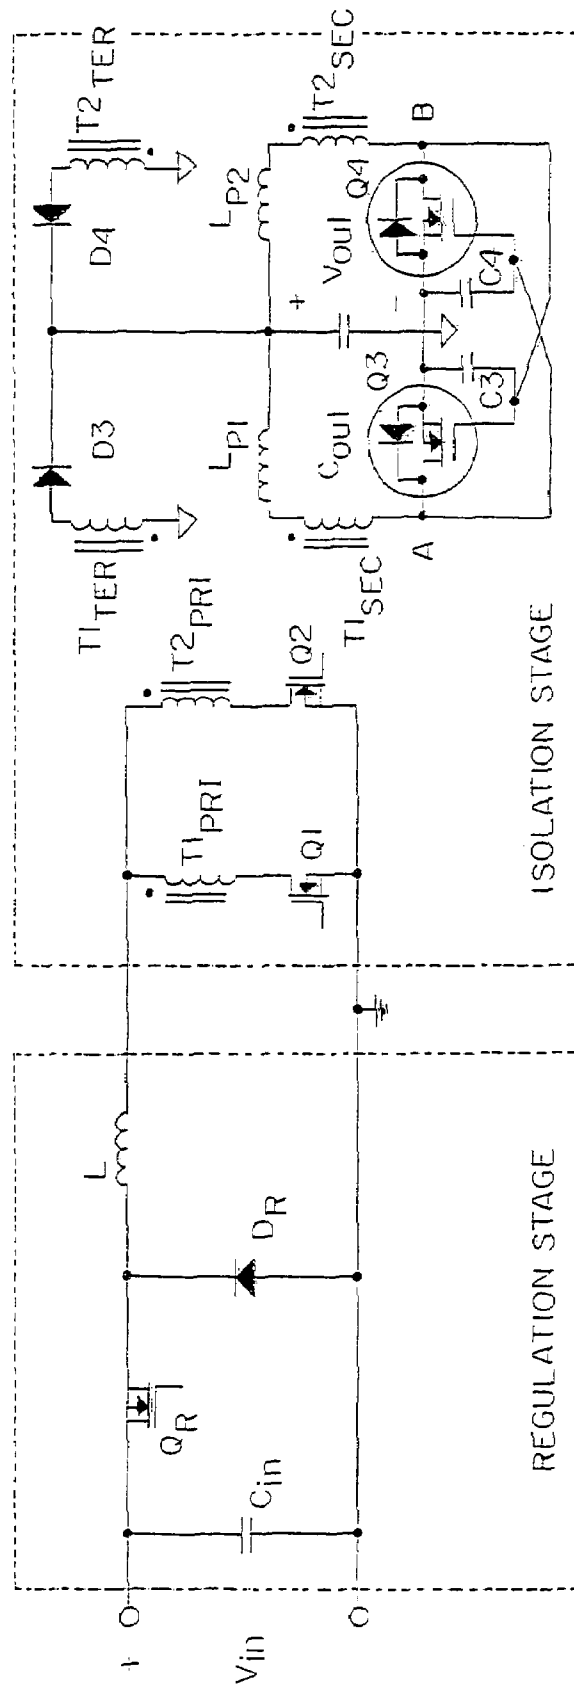 +
Vin
Cin
QR
DR
L
REGULATION STAGE
T1PRI
Q1
T2PRI
Q2
ISOLATION STAGE
T1TER
D3
D4
T2TER
LP1
LP2
T1SEC
T2SEC
+
VOUT
−
COUT
Q3
Q4
C3
C4
A
B